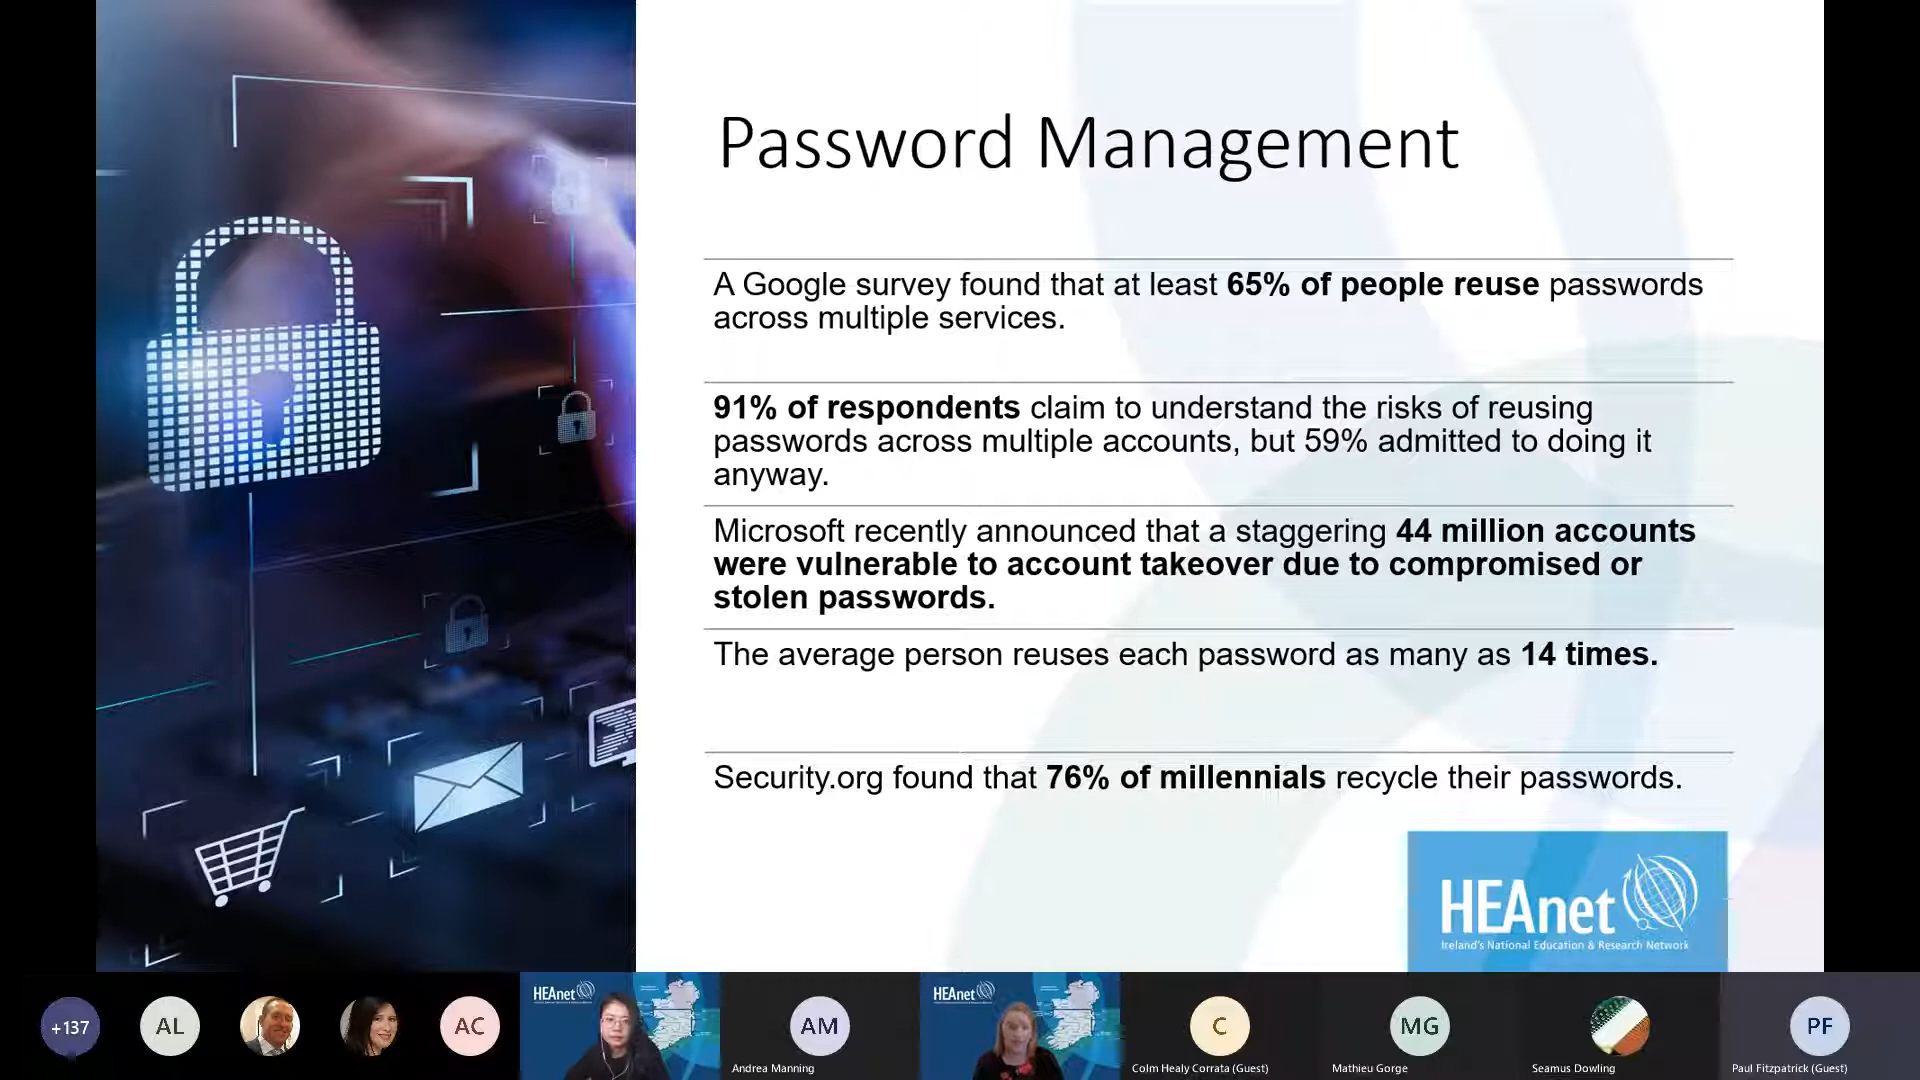 Password Management
A Google survey found that at least 65% of people reuse passwords
across multiple services.
91% of respondents claim to understand the risks of reusing
passwords across multiple accounts, but 59% admitted to doing it
anyway.
Microsoft recently announced that a staggering 44 million accounts
were vulnerable to account takeover due to compromised or
stolen passwords.
The average person reuses each password as many as 14 times.
Security.org found that 76% of millennials recycle their passwords.
HEAnet
Ireland's National Education & Research Network
+137
AL
AC
HEAnet
AM
Andrea Manning
HEAnet
C
Colm Healy Corrata (Guest)
MG
Mathieu Gorge
Seamus Dowling
PF
Paul Fitzpatrick (Guest)